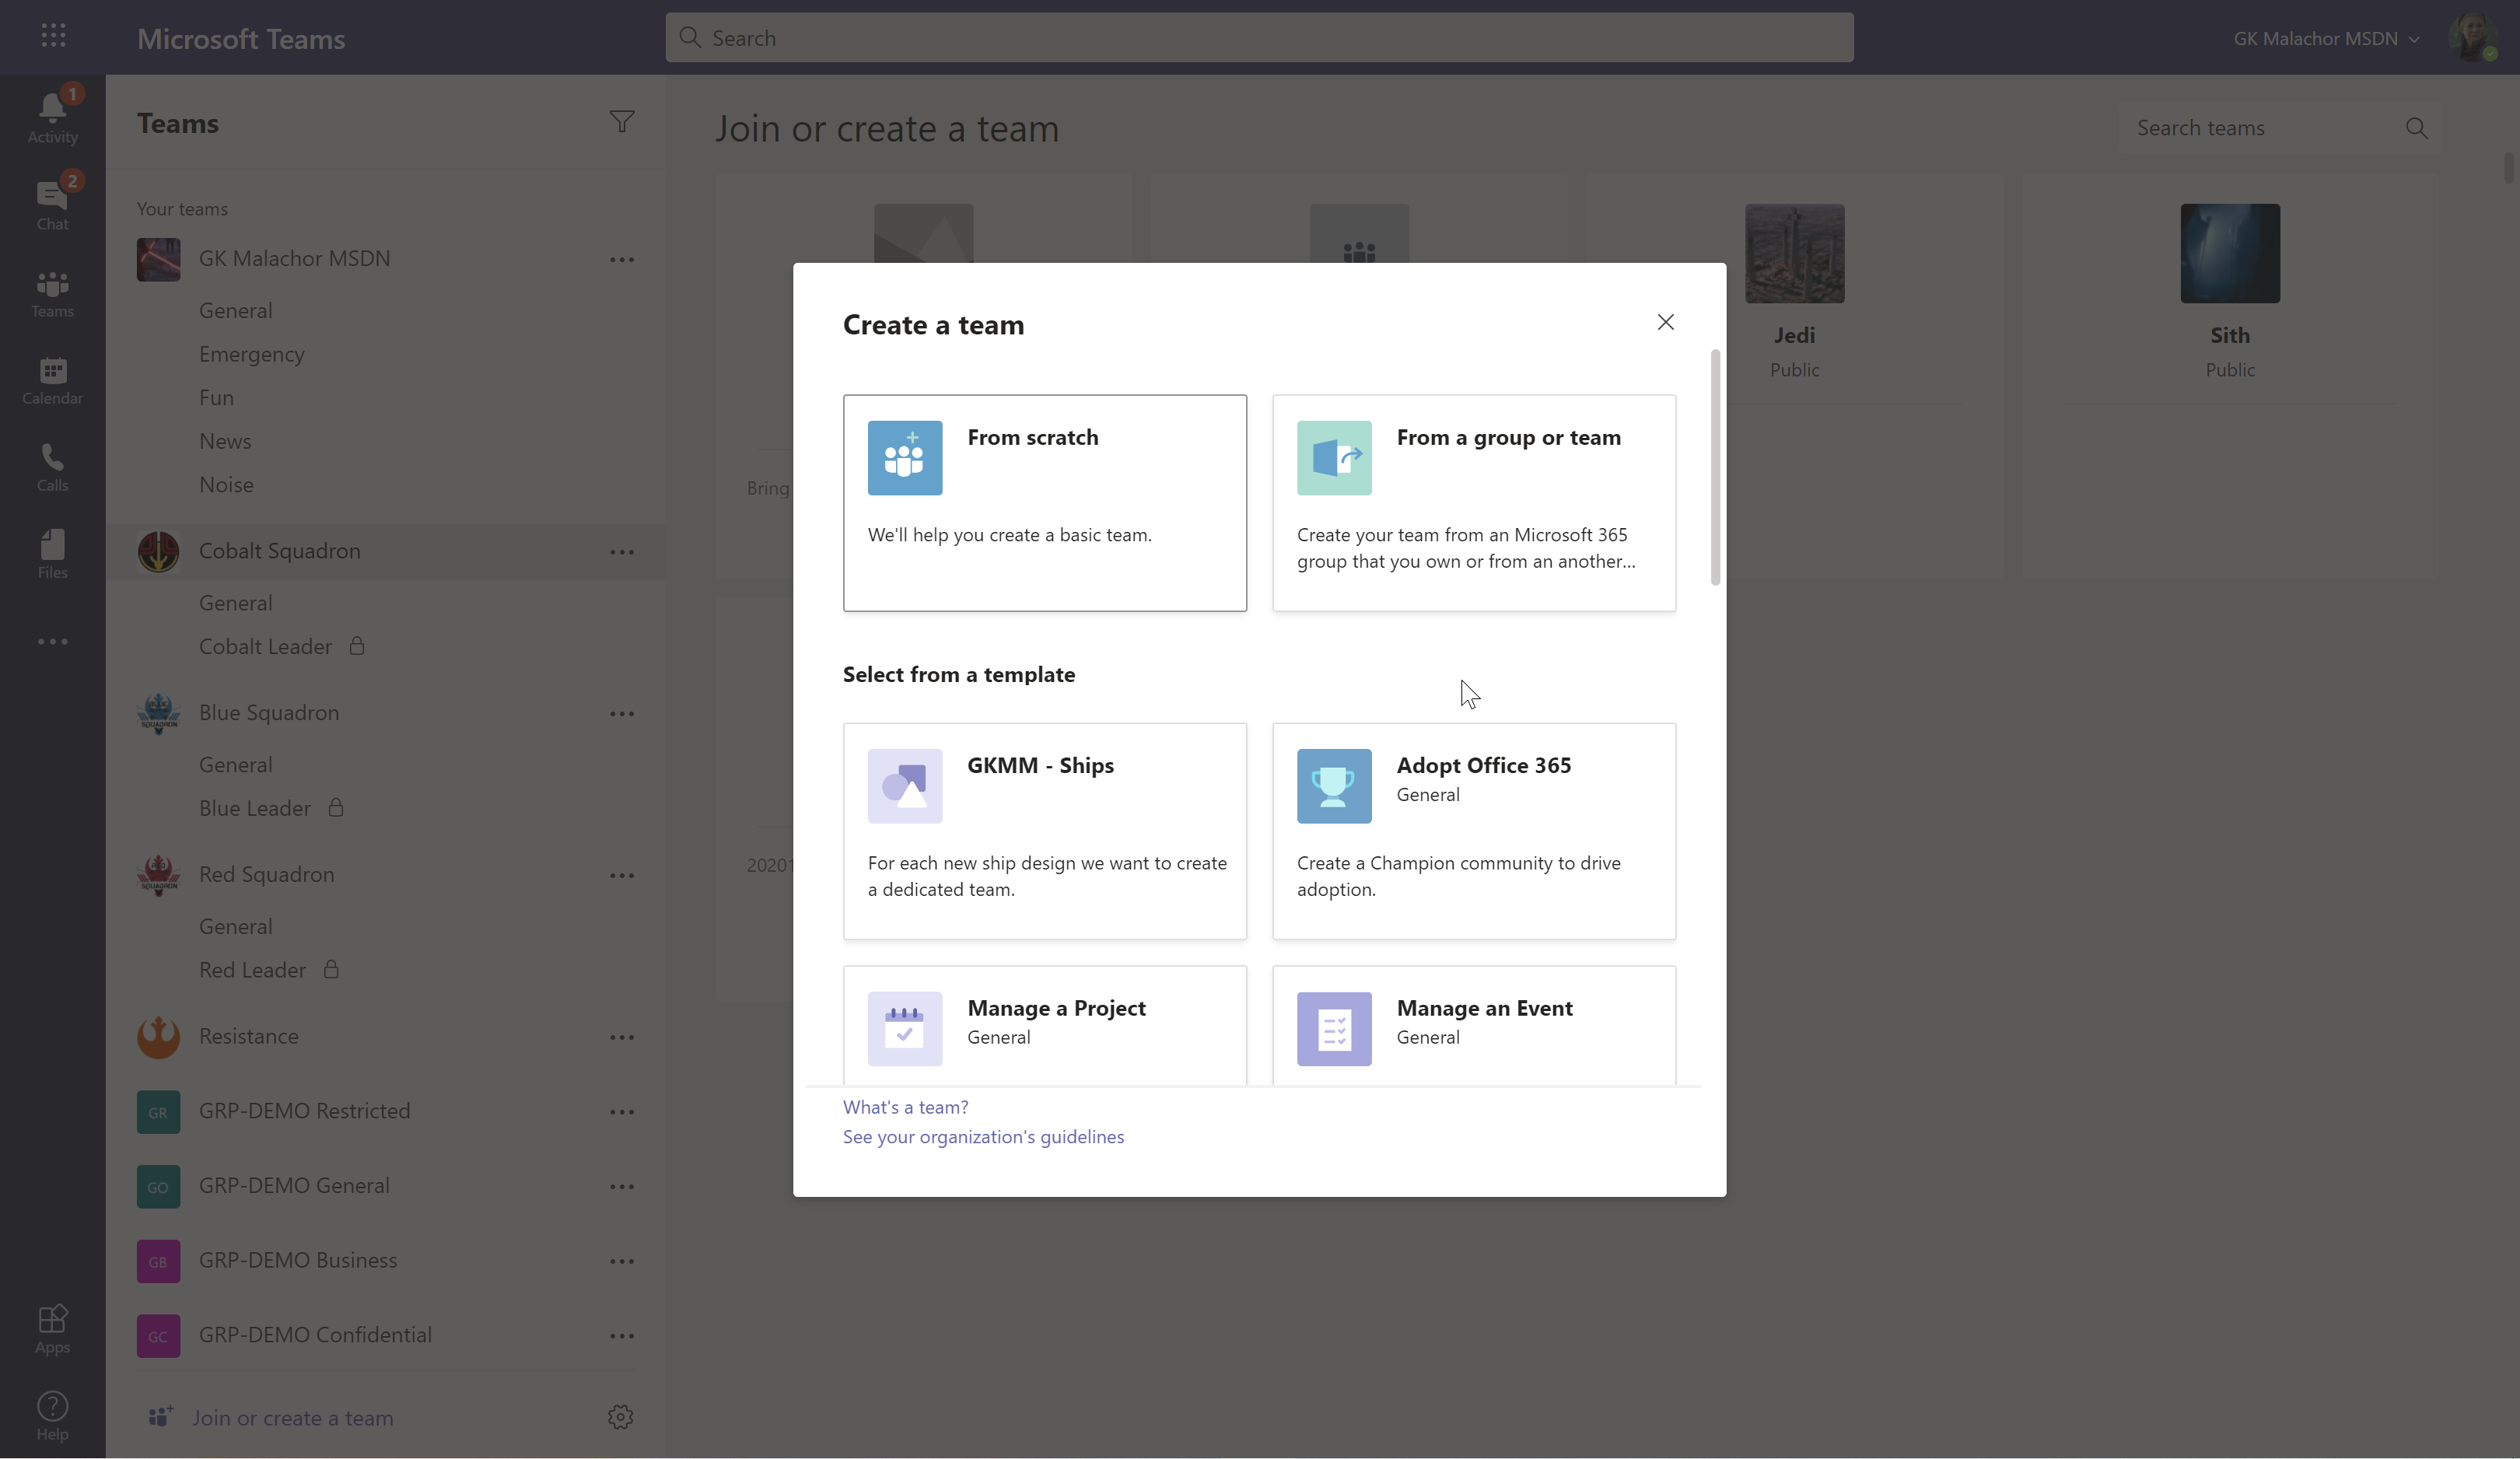 Microsoft Teams
Search
GK Malachor MSDN
1
Activity
2
Chat
Teams
Calendar
Calls
Files
Apps
Help
Teams
Your teams
GK Malachor MSDN
General
Emergency
Fun
News
Noise
Cobalt Squadron
General
Cobalt Leader
SQUADRON
Blue Squadron
General
Blue Leader
SQUADRON
Red Squadron
General
Red Leader
Resistance
GR
GRP-DEMO Restricted
GO
GRP-DEMO General
GB
GRP-DEMO Business
GC
GRP-DEMO Confidential
Join or create a team
Join or create a team
Search teams
Jedi
Public
Sith
Public
Bring
Create a team
From scratch
We'll help you create a basic team.
From a group or team
Create your team from an Microsoft 365
group that you own or from an another...
Select from a template
GKMM - Ships
For each new ship design we want to create
a dedicated team.
Adopt Office 365
General
Create a Champion community to drive
adoption.
Manage a Project
General
Manage an Event
General
What's a team?
See your organization's guidelines